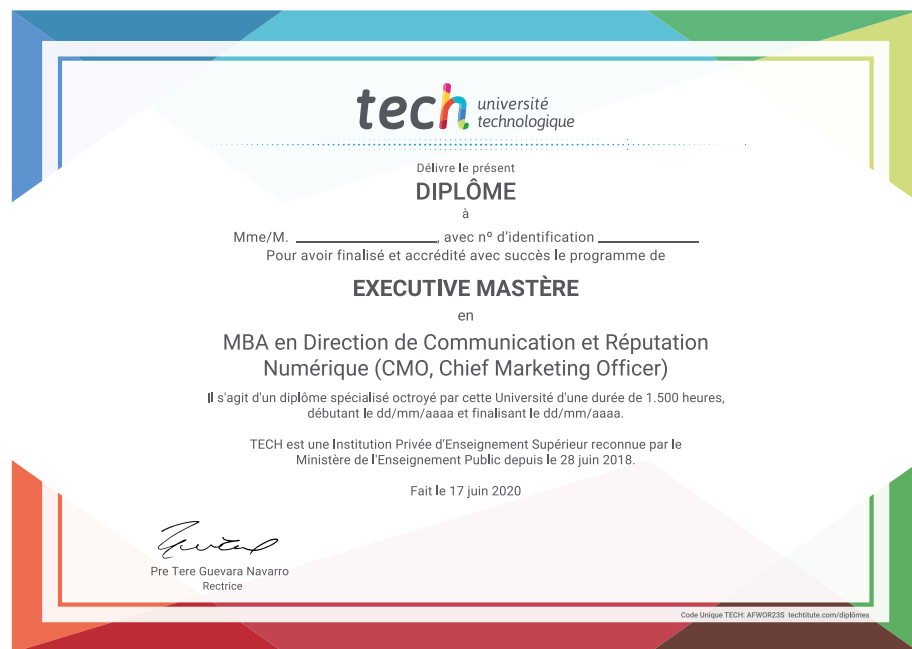 tech université
technologique
Délivre le présent
DIPLÔME
à
Mme/M. ____________, avec nº d'identification ____________
Pour avoir finalisé et accrédité avec succès le programme de
EXECUTIVE MASTÈRE
en
MBA en Direction de Communication et Réputation
Numérique (CMO, Chief Marketing Officer)
Il s'agit d'un diplôme spécialisé octroyé par cette Université d'une durée de 1.500 heures,
débutant le dd/mm/aaaa et finalisant le dd/mm/aaaa.
TECH est une Institution Privée d'Enseignement Supérieur reconnue par le
Ministère de l'Enseignement Public depuis le 28 juin 2018.
Fait le 17 juin 2020
Pre Tere Guevara Navarro
Rectrice
Code Unique TECH: AFWOR23S techtitute.com/diplômes